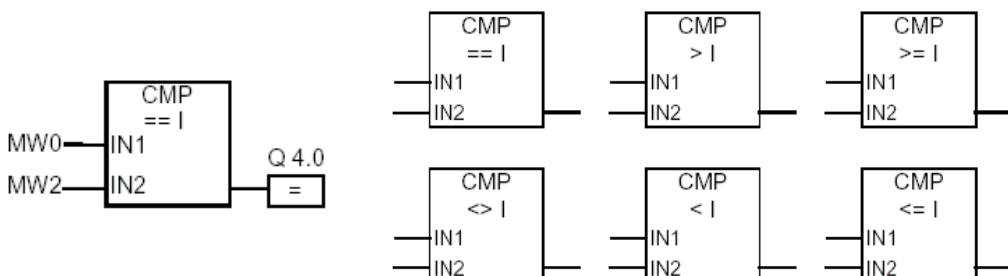 CMP
== I
MW0 IN1
MW2 IN2
Q 4.0
=
CMP
== I
IN1
IN2
CMP
> I
IN1
IN2
CMP
>= I
IN1
IN2
CMP
<> I
IN1
IN2
CMP
< I
IN1
IN2
CMP
<= I
IN1
IN2